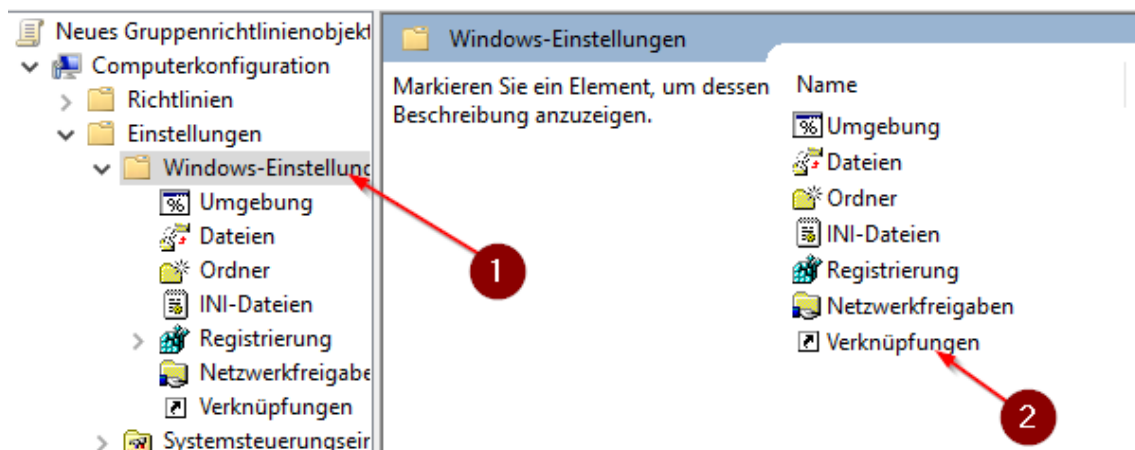 Neues Gruppenrichtlinienobjekt
Computerkonfiguration
Richtlinien
Einstellungen
Windows-Einstellung
Umgebung
Dateien
Ordner
INI-Dateien
Registrierung
Netzwerkfreigabe
Verknüpfungen
Systemsteuerungsein
Windows-Einstellungen
Markieren Sie ein Element, um dessen
Beschreibung anzuzeigen.
Name
Umgebung
Dateien
Ordner
INI-Dateien
Registrierung
Netzwerkfreigaben
Verknüpfungen
1
2